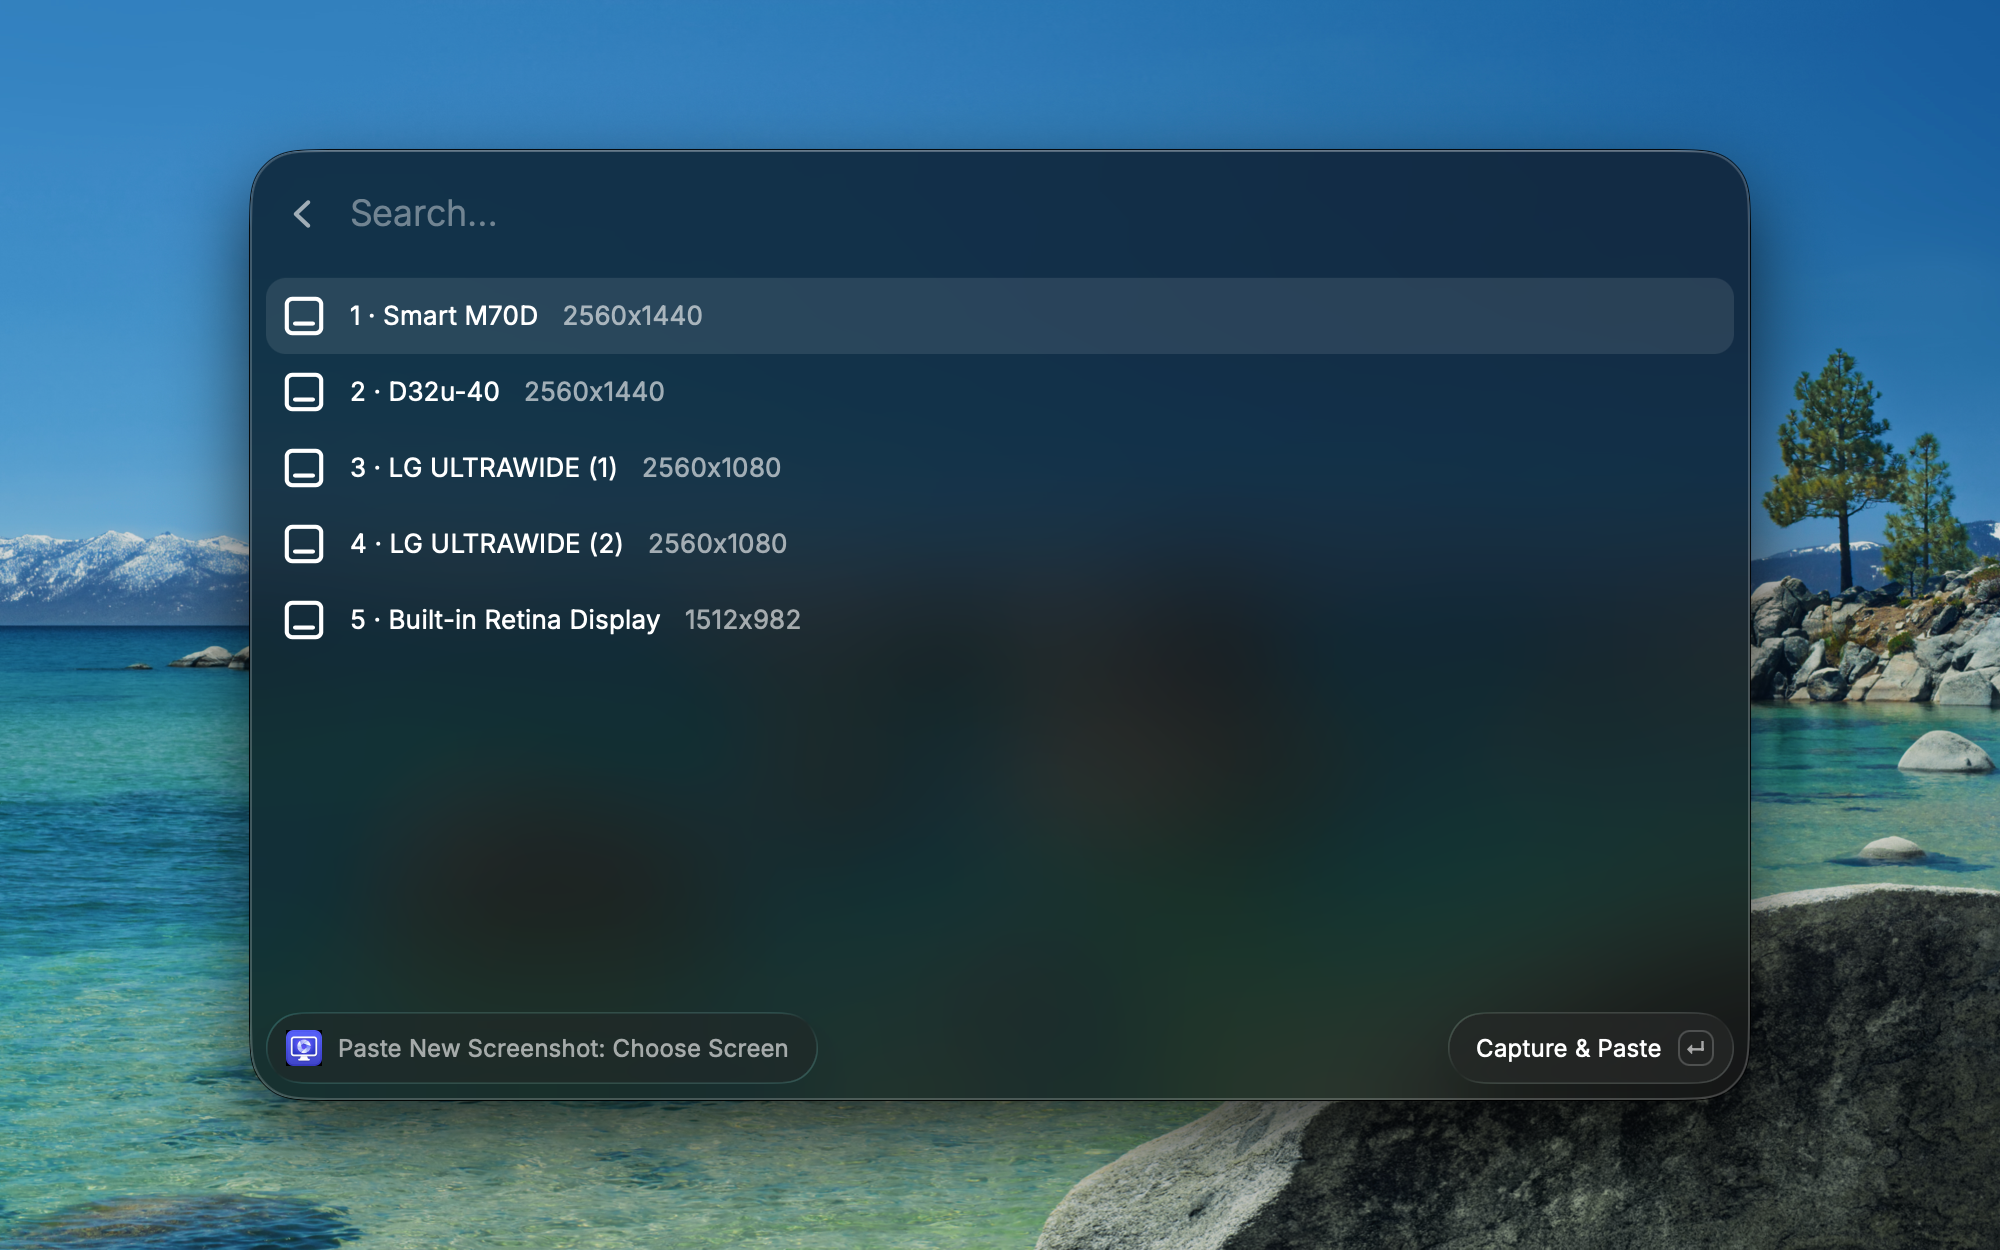 Search...
1 · Smart M70D 2560x1440
2 · D32u-40 2560x1440
3 · LG ULTRAWIDE (1) 2560x1080
4 · LG ULTRAWIDE (2) 2560x1080
5 · Built-in Retina Display 1512x982
Paste New Screenshot: Choose Screen
Capture & Paste